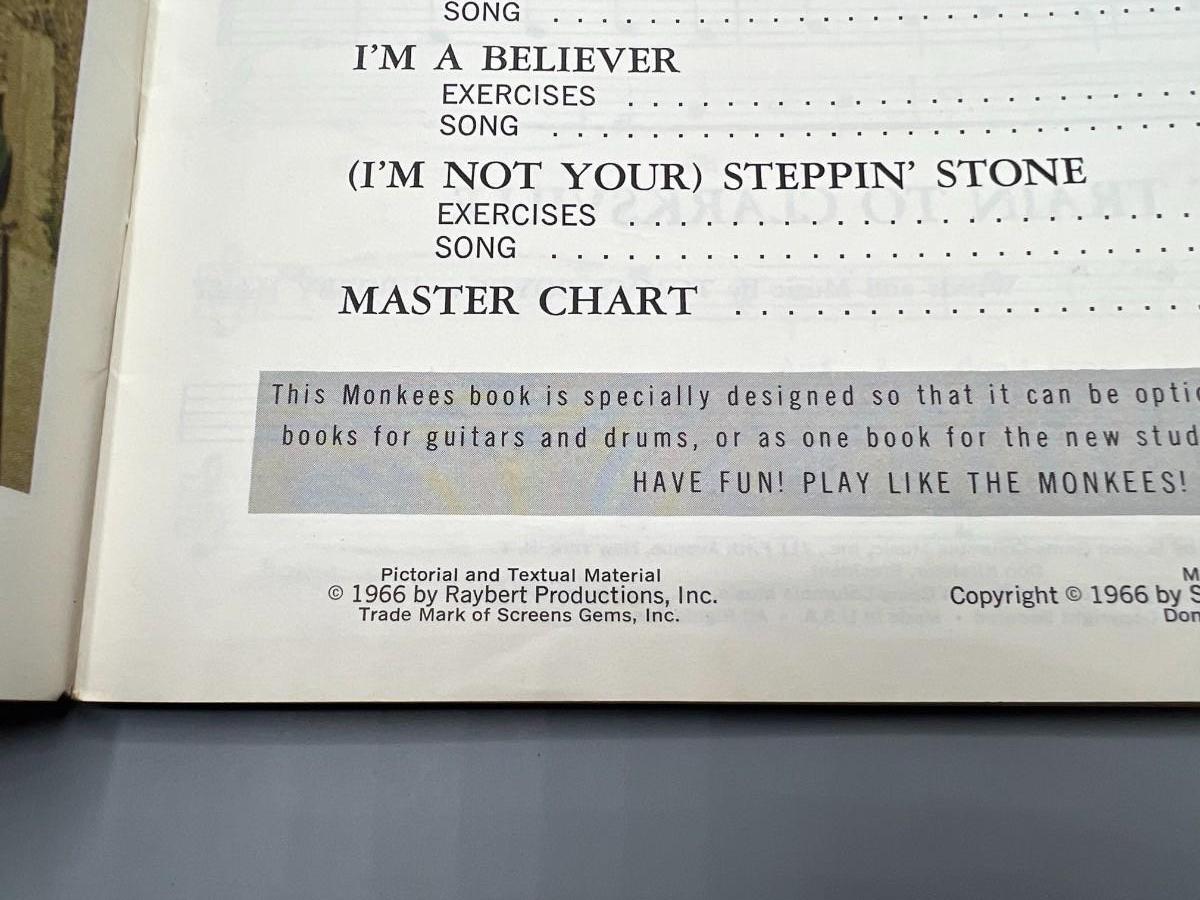 SONG . . . . . . . . . . . . . . . . . . . . . . . . .
I'M A BELIEVER
EXERCISES . . . . . . . . . . . . . . . . . . . . . .
SONG . . . . . . . . . . . . . . . . . . . . . . . . . .
(I'M NOT YOUR) STEPPIN' STONE
EXERCISES . . . . . . . . . . . . . . . . . . . . . . .
SONG . . . . . . . . . . . . . . . . . . . . . . . . . .
MASTER CHART . . . . . . . . . . . . . . . . . .
This Monkees book is specially designed so that it can be optio
books for guitars and drums, or as one book for the new stud
HAVE FUN! PLAY LIKE THE MONKEES!
Pictorial and Textual Material
© 1966 by Raybert Productions, Inc.
Trade Mark of Screens Gems, Inc.
M
Copyright © 1966 by S
Don